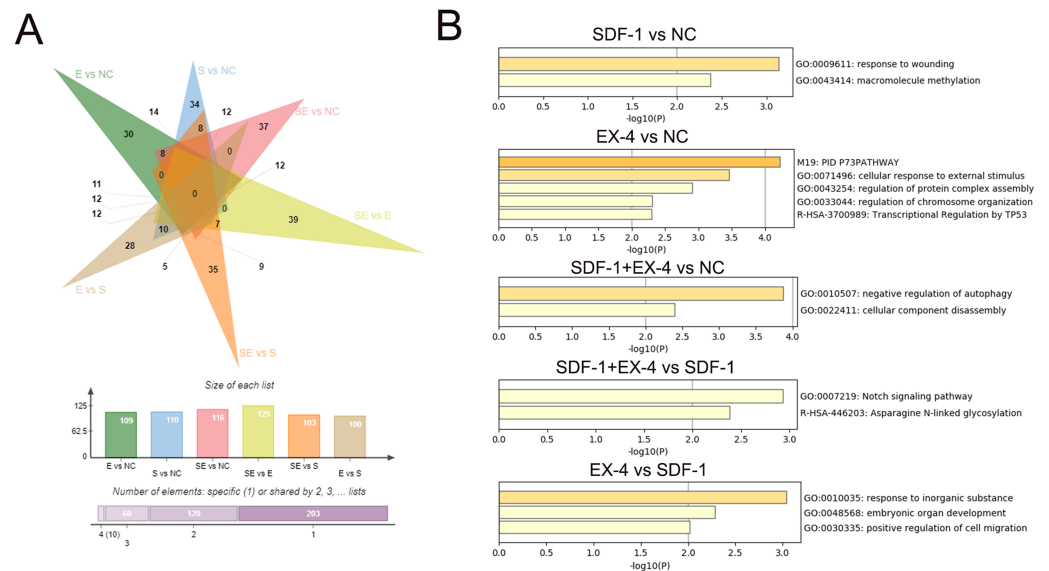 A
E vs NC
S vs NC
SE vs NC
SE vs E
SE vs S
E vs S
14
34
12
8
37
30
8
0
12
0
11
12
12
0
0
39
7
10
28
5
35
9
Size of each list
125
62.5
0
109
110
116
125
103
100
E vs NC
S vs NC
SE vs NC
SE vs E
SE vs S
E vs S
Number of elements: specific (1) or shared by 2, 3, ... lists
60
120
203
4 (10)
3
2
1
B
SDF-1 vs NC
GO:0009611: response to wounding
GO:0043414: macromolecule methylation
0.0 0.5 1.0 1.5 2.0 2.5 3.0
-log10(P)
EX-4 vs NC
M19: PID P73PATHWAY
GO:0071496: cellular response to external stimulus
GO:0043254: regulation of protein complex assembly
GO:0033044: regulation of chromosome organization
R-HSA-3700989: Transcriptional Regulation by TP53
0.0 0.5 1.0 1.5 2.0 2.5 3.0 3.5 4.0
-log10(P)
SDF-1+EX-4 vs NC
GO:0010507: negative regulation of autophagy
GO:0022411: cellular component disassembly
0.0 0.5 1.0 1.5 2.0 2.5 3.0 3.5 4.0
-log10(P)
SDF-1+EX-4 vs SDF-1
GO:0007219: Notch signaling pathway
R-HSA-446203: Asparagine N-linked glycosylation
0.0 0.5 1.0 1.5 2.0 2.5 3.0
-log10(P)
EX-4 vs SDF-1
GO:0010035: response to inorganic substance
GO:0048568: embryonic organ development
GO:0030335: positive regulation of cell migration
0.0 0.5 1.0 1.5 2.0 2.5 3.0
-log10(P)